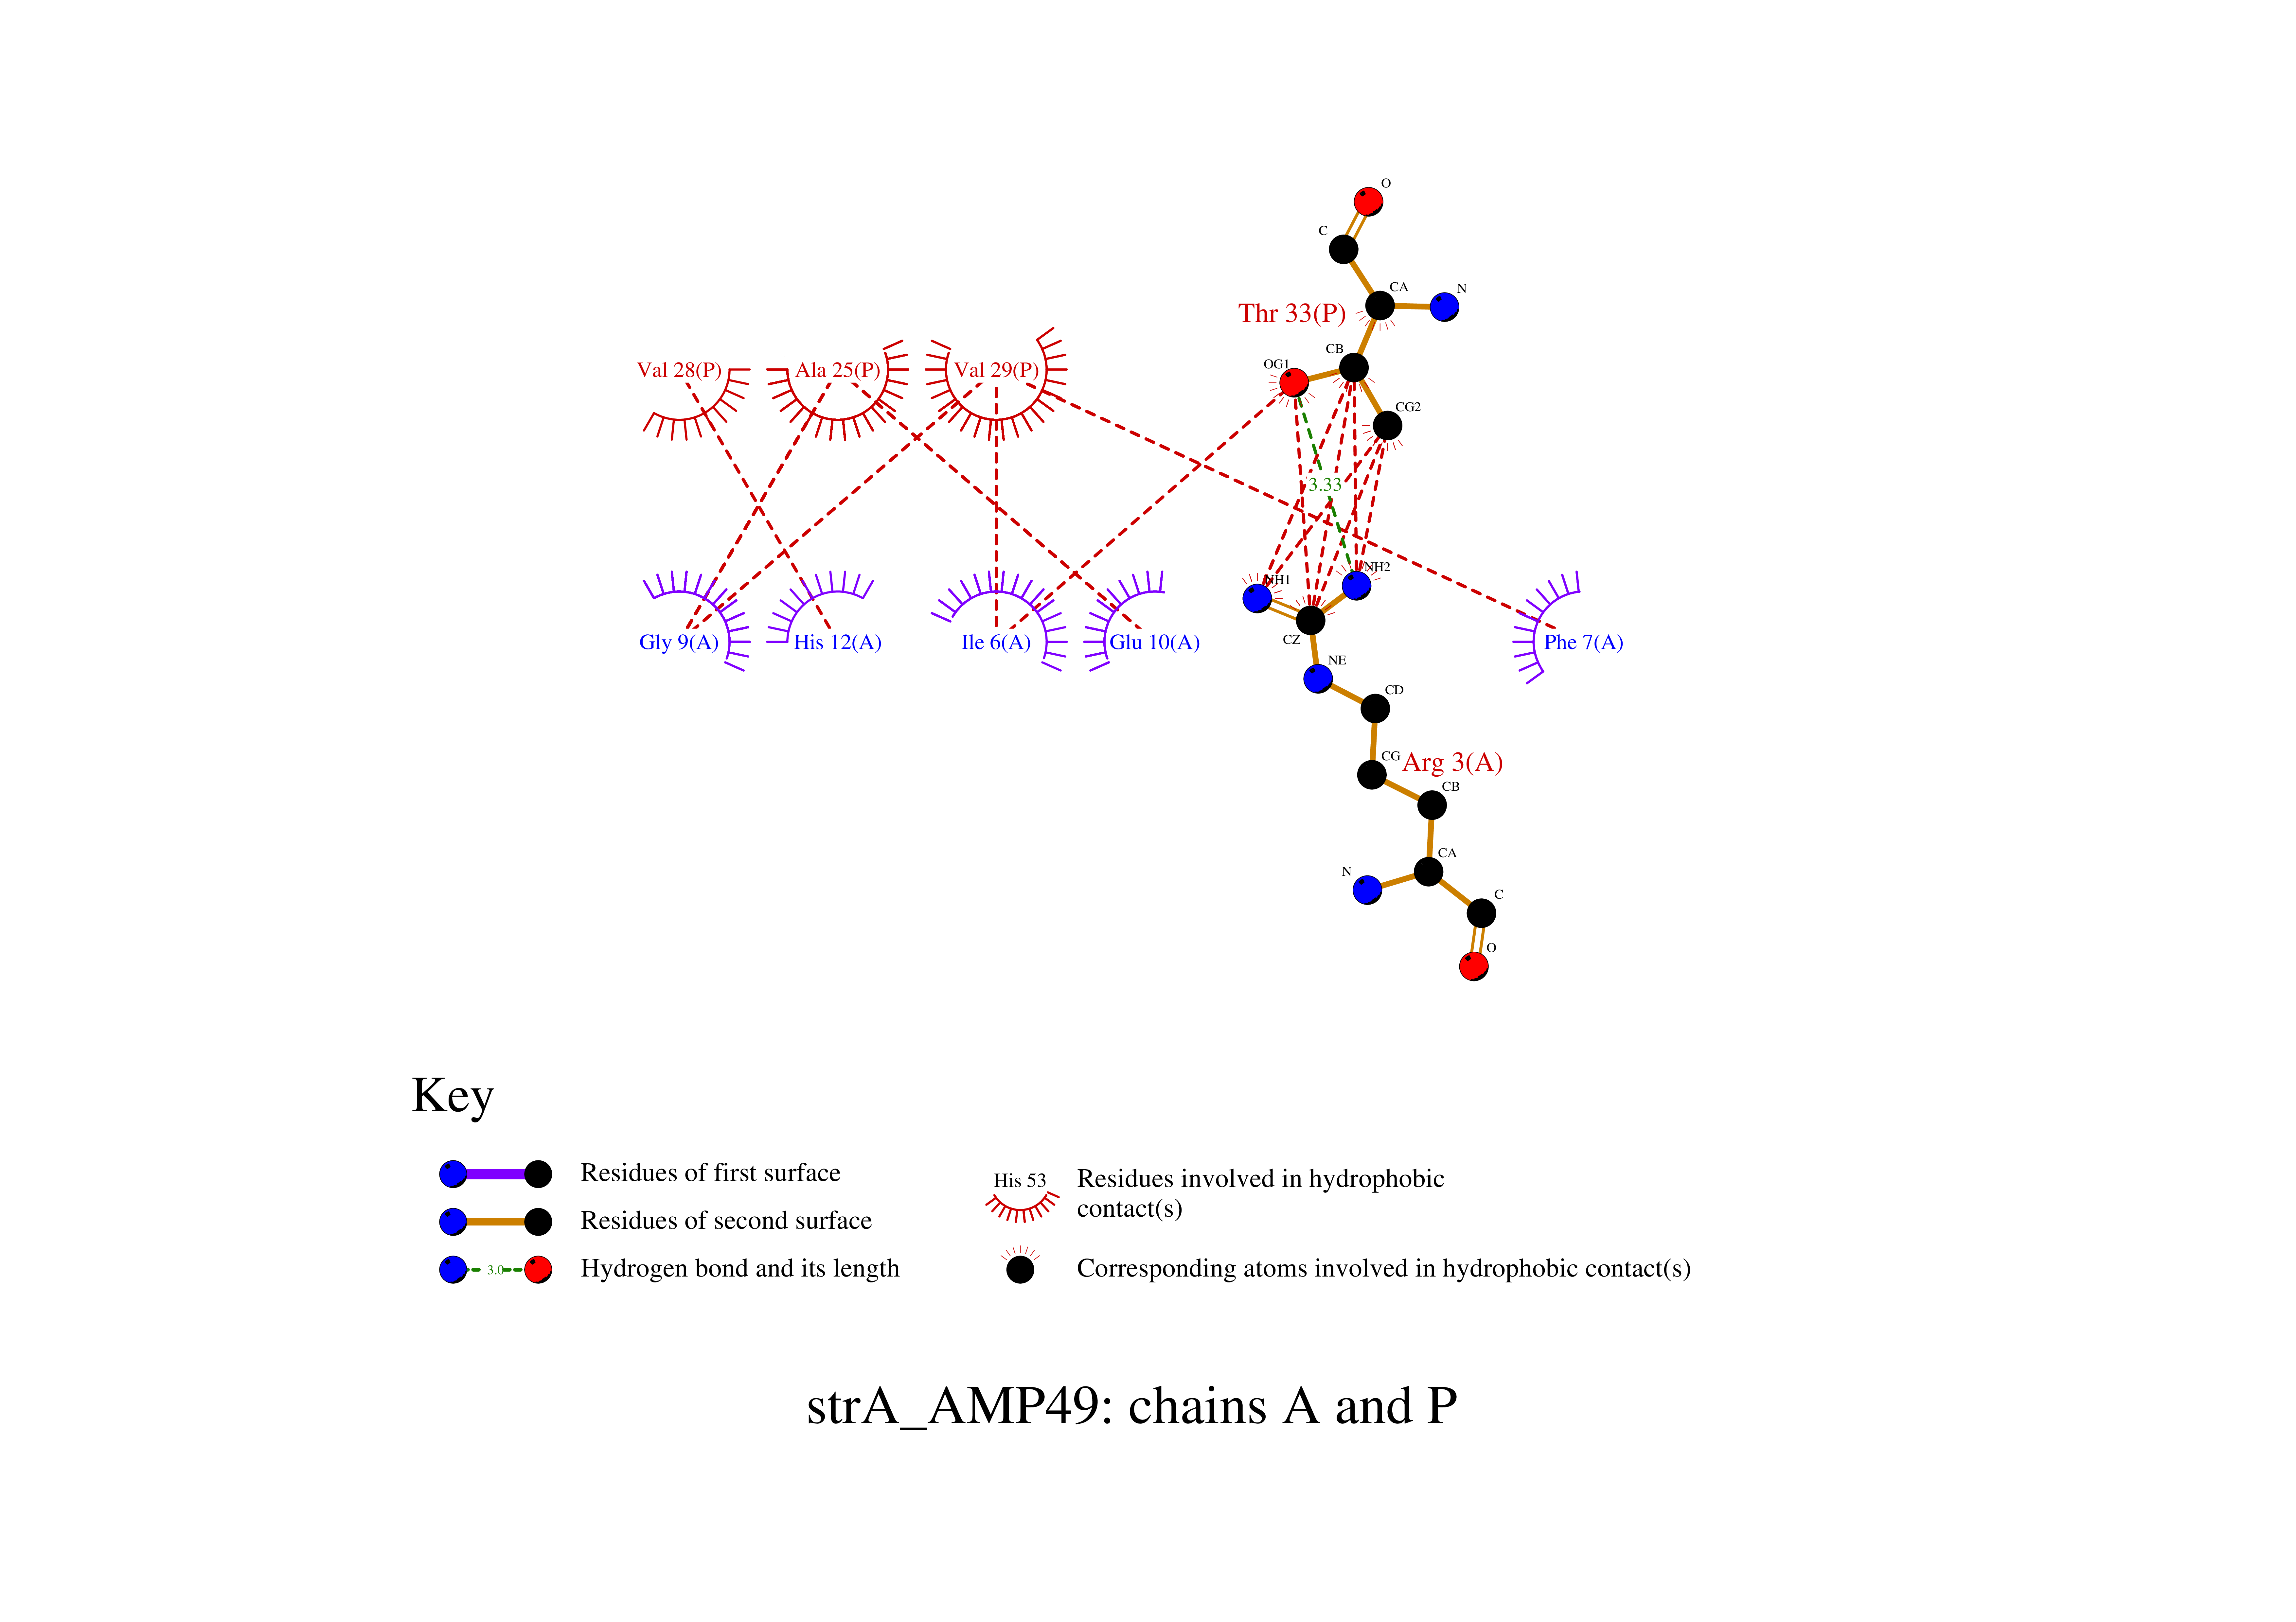 O
C
CA
N
Thr 33(P)
CB
OG1
CG2
Val 28(P)
Ala 25(P)
Val 29(P)
3.33
NH1
NH2
Gly 9(A)
His 12(A)
Ile 6(A)
Glu 10(A)
CZ
Phe 7(A)
NE
CD
CG
Arg 3(A)
CB
CA
N
C
O
Key
Residues of first surface
Residues of second surface
3.0
Hydrogen bond and its length
His 53
Residues involved in hydrophobic
contact(s)
Corresponding atoms involved in hydrophobic contact(s)
strA_AMP49: chains A and P